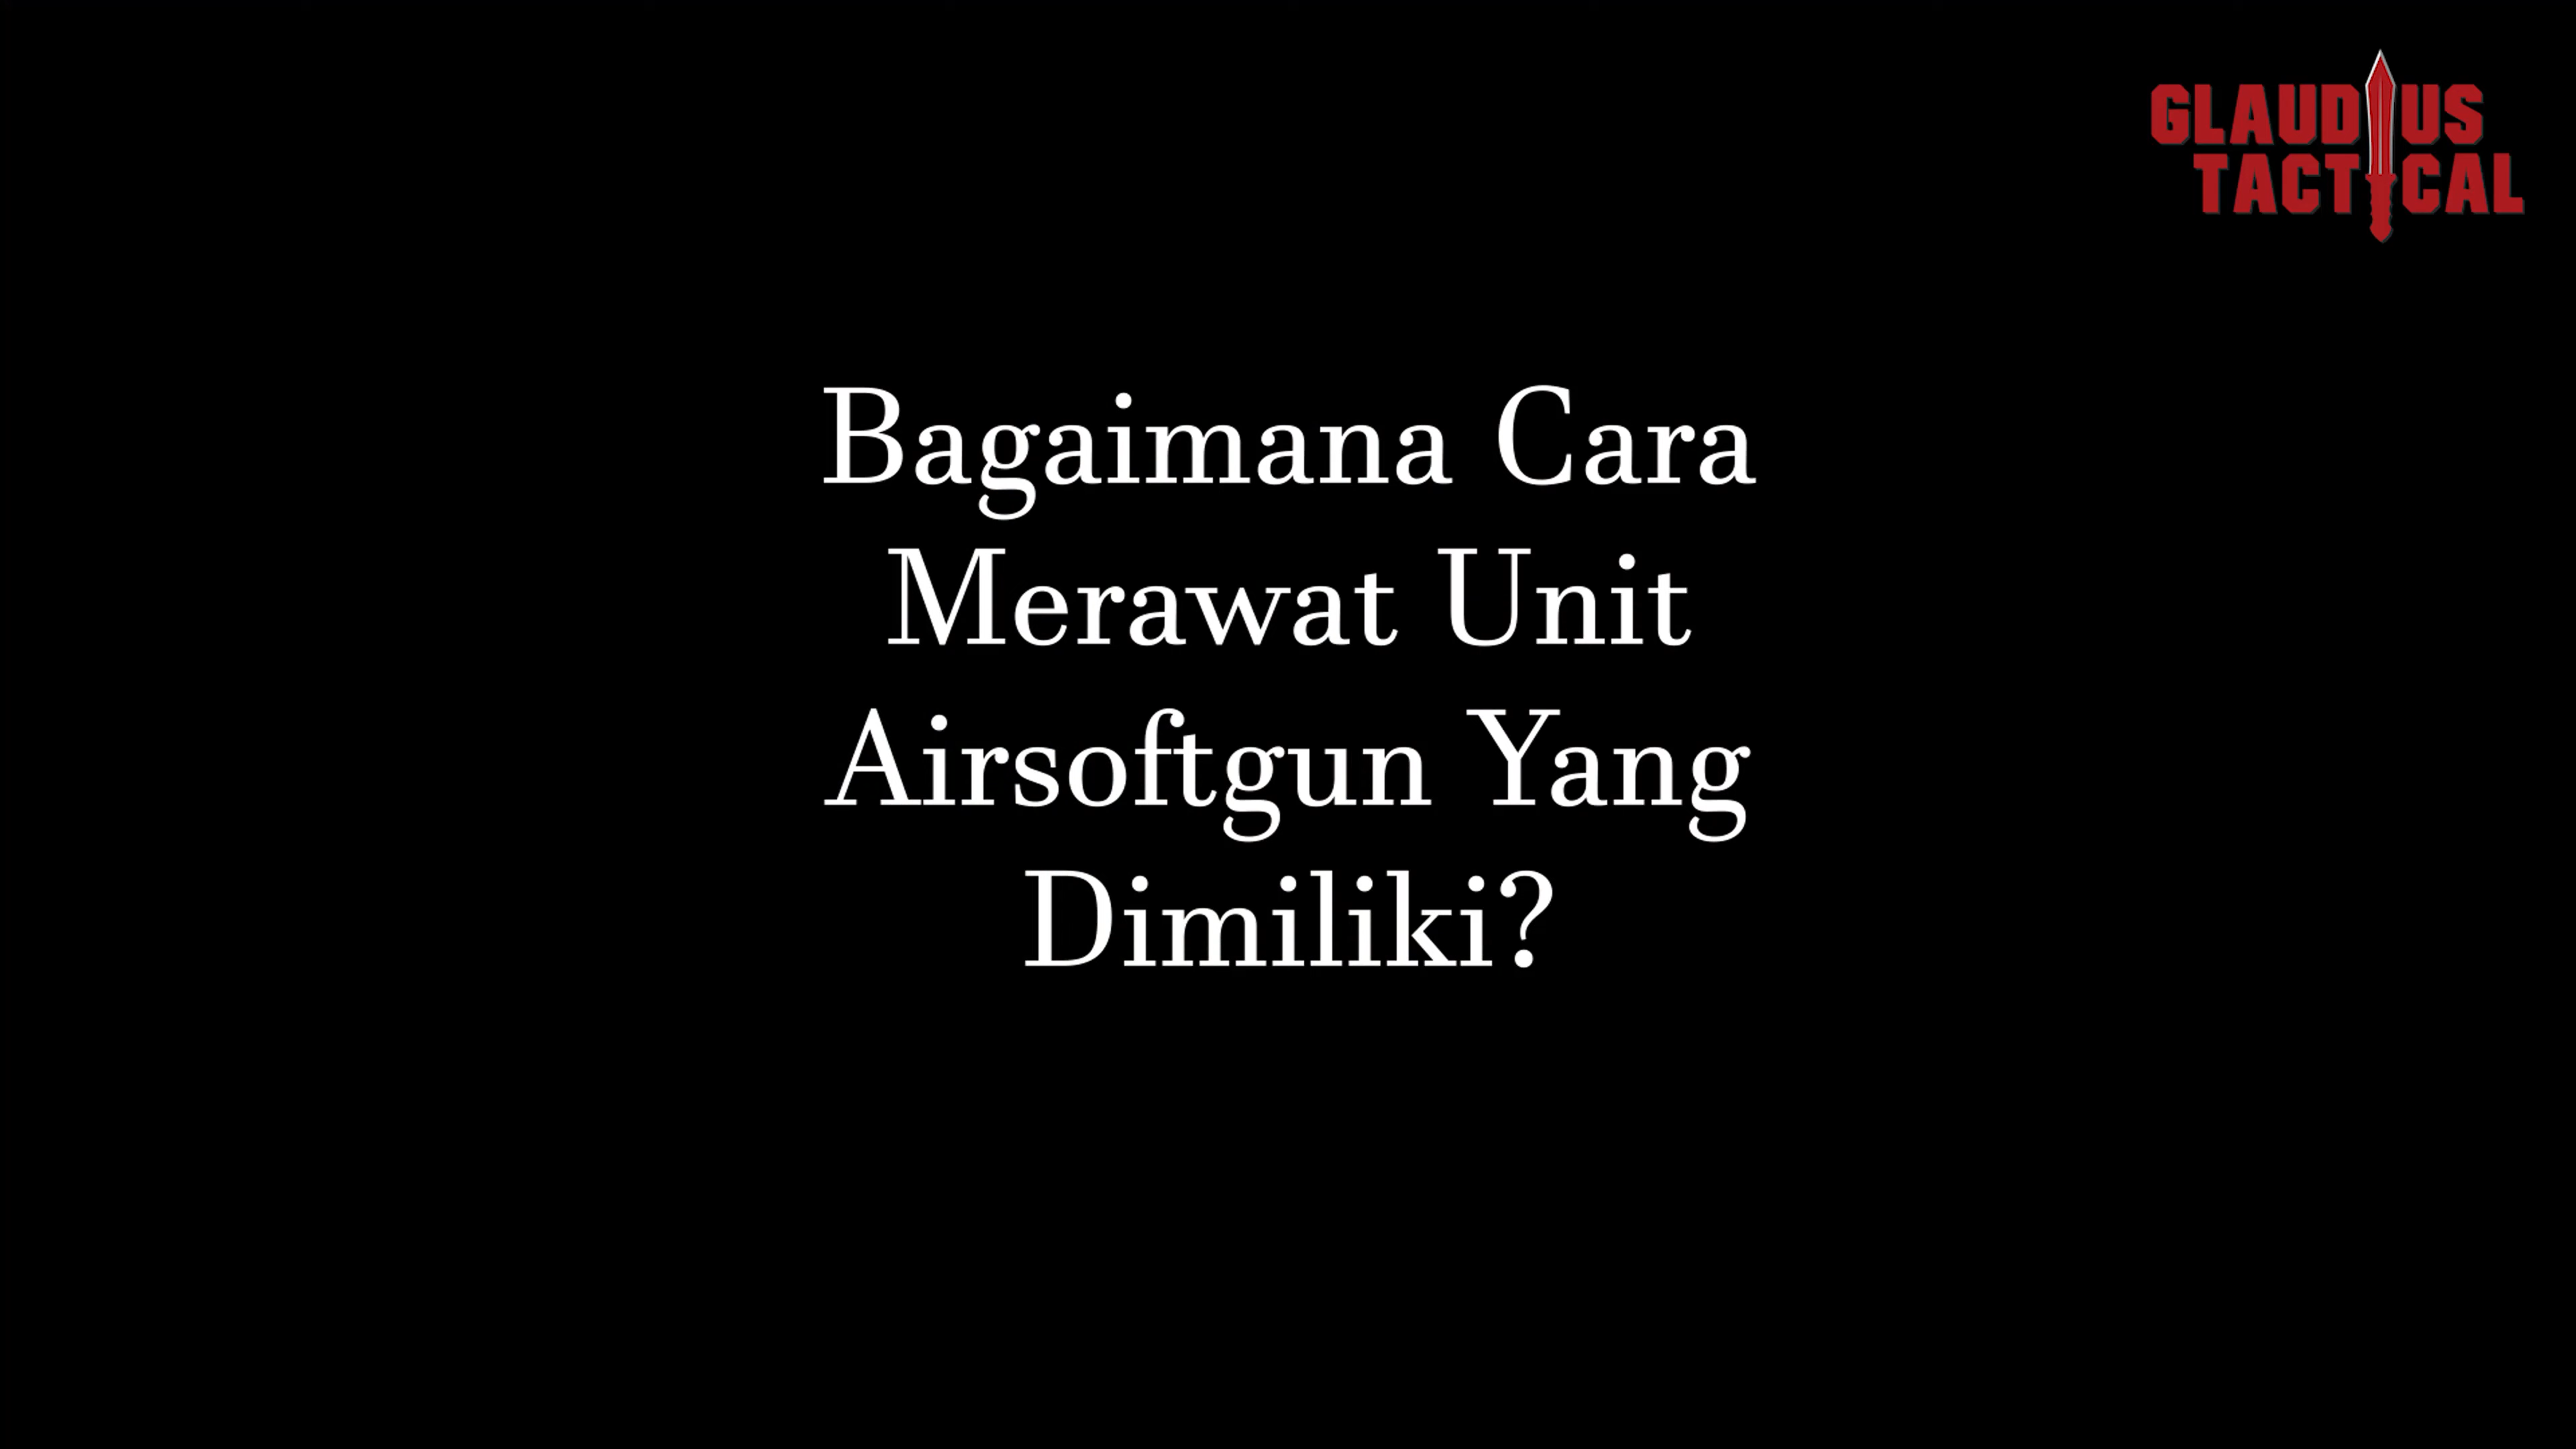 GLAUDIUS
TACTICAL
Bagaimana Cara
Merawat Unit
Airsoftgun Yang
Dimiliki?